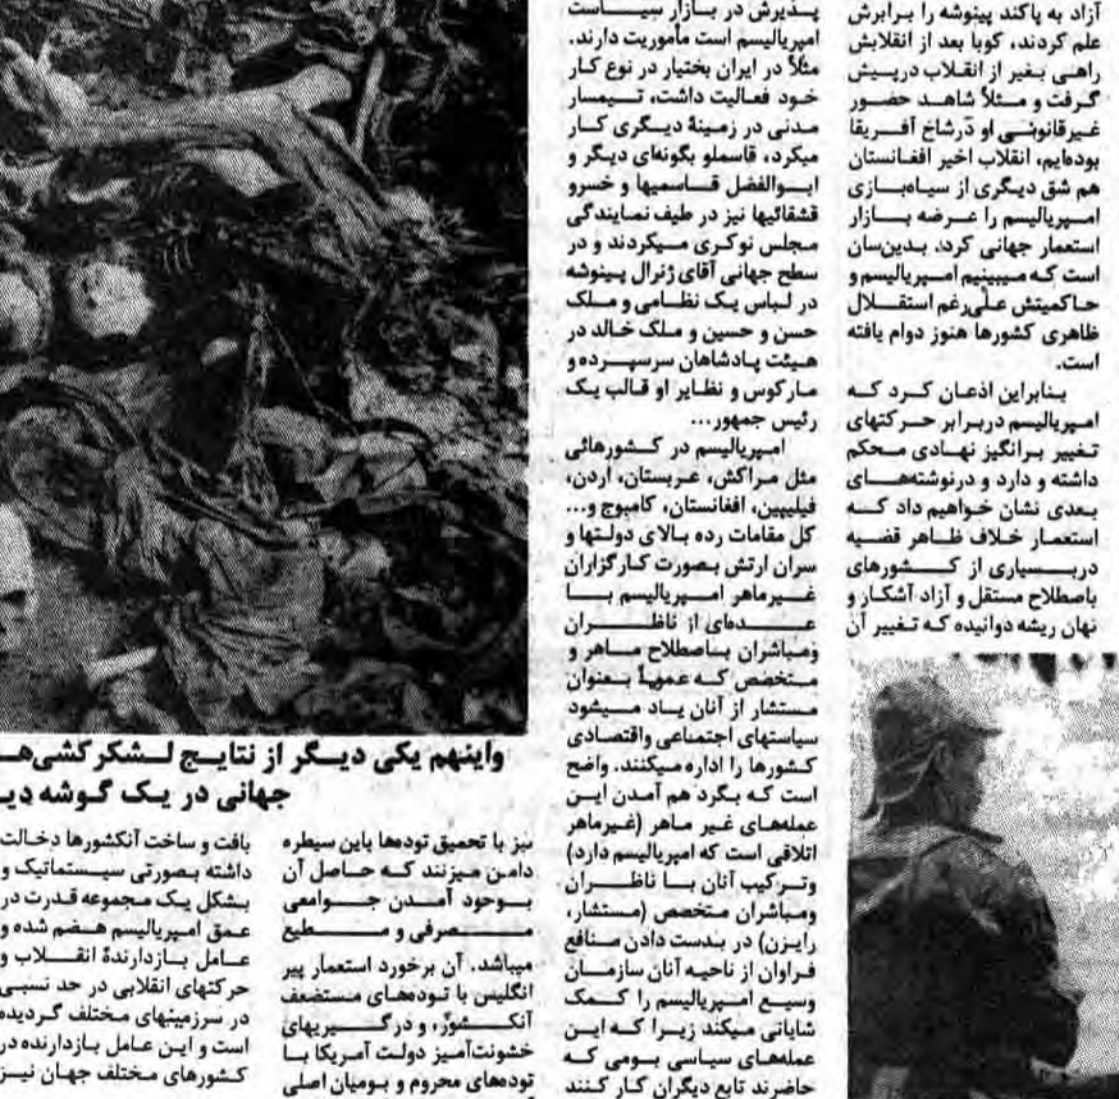 آزاد به پاکند پینوشه را برابرش
علم کردند، کوبا بعد از انقلابش
راهی بغیر از انقلاب درپیش
گرفت و مثلاً شاهد حضور
غیرقانونی او درشاخ آفریقا
بوده‌ایم، انقلاب اخیر افغانستان
هم شق دیگری از سیاه‌بازی
امپریالیسم را عرضه بازار
استعمار جهانی کرد. بدین‌سان
است که میبینیم امپریالیسم و
حاکمیتش علی‌رغم استقلال
ظاهری کشورها هنوز دوام یافته
است.
بنابراین اذعان کرد که
امپریالیسم دربرابر حرکتهای
تغییر برانگیز نهادی محکم
داشته و دارد و درنوشته‌های
بعدی نشان خواهیم داد که
استعمار خلاف ظاهر قضیه
دربسیاری از کشورهای
باصطلاح مستقل و آزاد آشکار و
نهان ریشه دوانیده که تغییر آن
پذیرش در بازار سیاست
امپریالیسم است مأموریت دارند.
مثلاً در ایران بختیار در نوع کار
خود فعالیت داشت، تیمسار
مدنی در زمینهٔ دیگری کار
میکرد، قاسملو بگونه‌ای دیگر و
ابوالفضل قاسمیها و خسرو
قشقائیها نیز در طیف نمایندگی
مجلس نوکری میکردند و در
سطح جهانی آقای ژنرال پینوشه
در لباس یک نظامی و ملک
حسن و حسین و ملک خالد در
هیئت پادشاهان سرسپرده و
مارکوس و نظایر او قالب یک
رئیس جمهور...
امپریالیسم در کشورهائی
مثل مراکش، عربستان، اردن،
فیلیپین، افغانستان، کامبوج و...
کل مقامات رده بالای دولتها و
سران ارتش بصورت کارگزاران
غیرماهر امپریالیسم با
عده‌ای از ناظران
ومباشران باصطلاح ماهر و
متخصص که عموماً بعنوان
مستشار از آنان یاد میشود
سیاستهای اجتماعی واقتصادی
کشورها را اداره میکنند. واضح
است که بگرد هم آمدن این
عمله‌های غیر ماهر (غیرماهر
اتلاقی است که امپریالیسم دارد)
وترکیب آنان با ناظران
ومباشران متخصص (مستشار،
رایزن) در بدست دادن منافع
فراوان از ناحیه آنان سازمان
وسیع امپریالیسم را کمک
شایانی میکند زیرا که این
عمله‌های سیاسی بومی که
حاضرند تابع دیگران کار کنند
واینهم یکی دیگر از نتایج لشکرکشی‌ه
جهانی در یک گوشه دی
نیز با تحمیق توده‌ها باین سیطره
دامن میزنند که حاصل آن
بوجود آمدن جوامعی
مصرفی و مطیع
میباشد. آن برخورد استعمار پیر
انگلیس با توده‌های مستضعف
آنکشور، و درگیریهای
خشونت‌آمیز دولت آمریکا با
توده‌های محروم و بومیان اصلی
بافت و ساخت آنکشورها دخالت
داشته بصورتی سیستماتیک و
بشکل یک مجموعه قدرت در
عمق امپریالیسم هضم شده و
عامل بازدارندهٔ انقلاب و
حرکتهای انقلابی در حد نسبی
در سرزمینهای مختلف گردیده
است و این عامل بازدارنده در
کشورهای مختلف جهان نیز